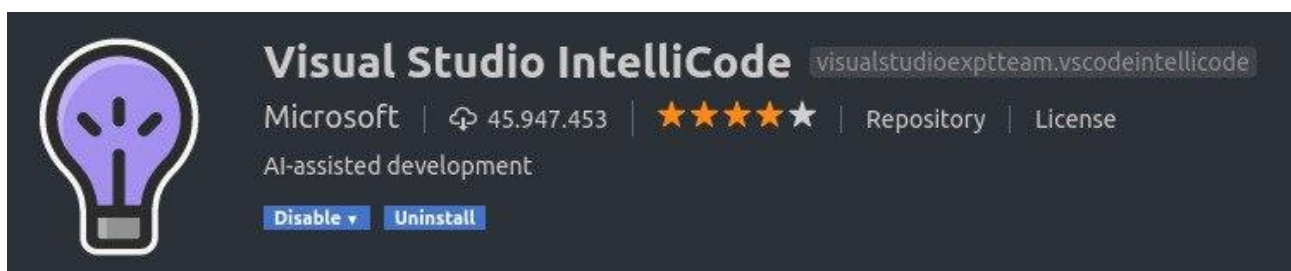 Visual Studio IntelliCode visualstudioexptteam.vscodeintellicode
Microsoft | 45.947.453 | Repository | License
AI-assisted development
Disable Uninstall